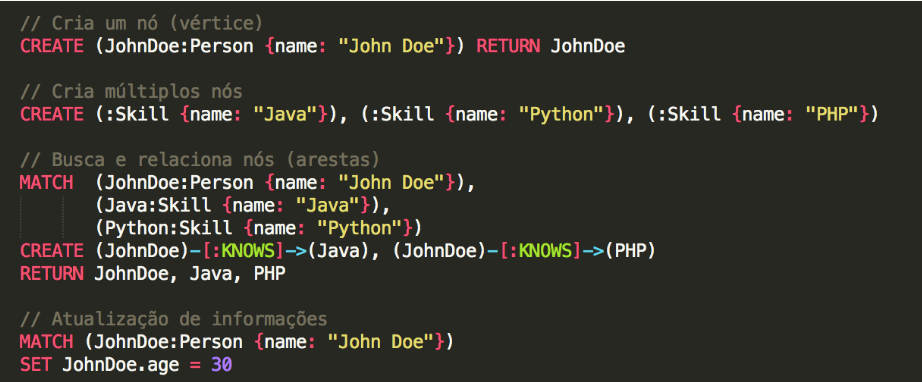 // Cria um nó (vértice)
CREATE (JohnDoe:Person {name: "John Doe"}) RETURN JohnDoe
// Cria múltiplos nós
CREATE (:Skill {name: "Java"}), (:Skill {name: "Python"}), (:Skill {name: "PHP"})
// Busca e relaciona nós (arestas)
MATCH  (JohnDoe:Person {name: "John Doe"}),
       (Java:Skill {name: "Java"}),
       (Python:Skill {name: "Python"})
CREATE (JohnDoe)-[:KNOWS]->(Java), (JohnDoe)-[:KNOWS]->(PHP)
RETURN JohnDoe, Java, PHP
// Atualização de informações
MATCH (JohnDoe:Person {name: "John Doe"})
SET JohnDoe.age = 30